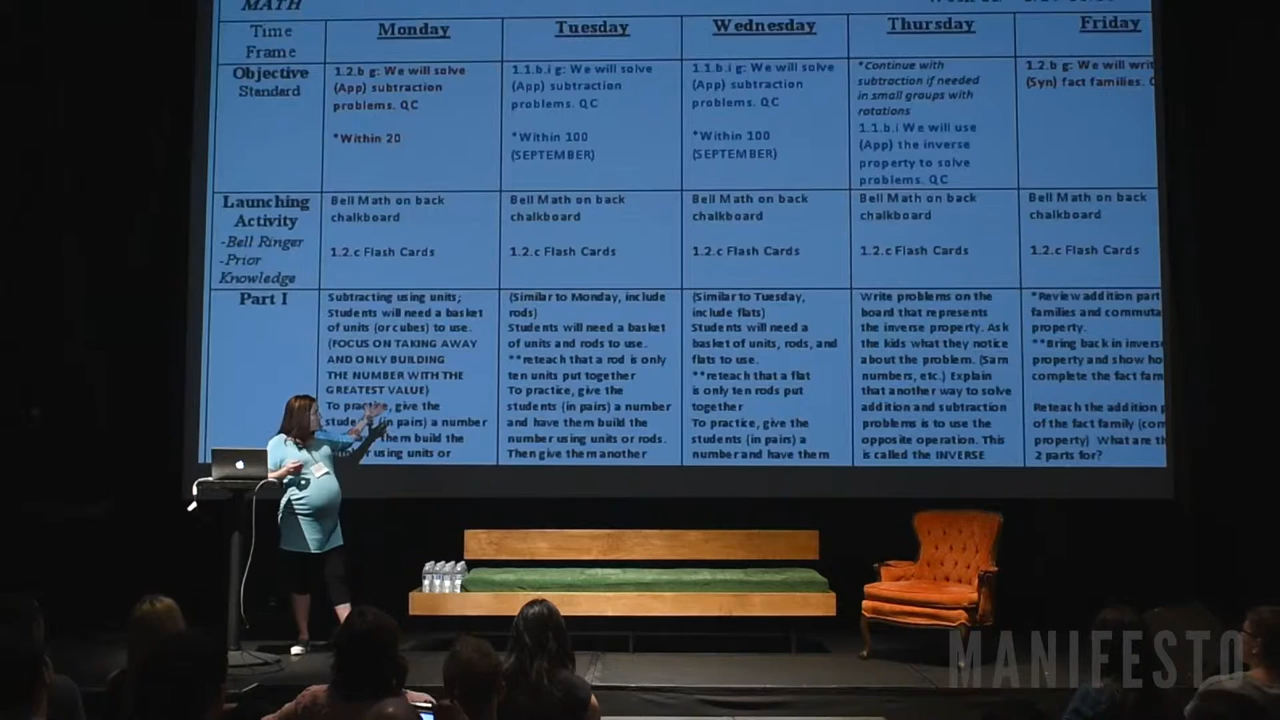 MATH
Time Frame
Monday
Tuesday
Wednesday
Thursday
Friday
Objective
Standard
1.2.b g: We will solve
(App) subtraction
problems. QC
*Within 20
1.1.b.i g: We will solve
(App) subtraction
problems. QC
*Within 100
(SEPTEMBER)
1.1.b.i g: We will solve
(App) subtraction
problems. QC
*Within 100
(SEPTEMBER)
*Continue with
subtraction if needed
in small groups with
rotations
1.1.b.i We will use
(App) the inverse
property to solve
problems. QC
1.2.b g: We will writ
(Syn) fact families.
Launching
Activity
-Bell Ringer
-Prior
Knowledge
Bell Math on back
chalkboard
1.2.c Flash Cards
Bell Math on back
chalkboard
1.2.c Flash Cards
Bell Math on back
chalkboard
1.2.c Flash Cards
Bell Math on back
chalkboard
1.2.c Flash Cards
Bell Math on back
chalkboard
1.2.c Flash Cards
Part I
Subtracting using units;
Students will need a basket
of units (or cubes) to use.
(FOCUS ON TAKING AWAY
AND ONLY BUILDING
THE NUMBER WITH THE
GREATEST VALUE)
To practice, give the
students (in pairs) a number
them build the
using units or
(Similar to Monday, include
rods)
Students will need a basket
of units and rods to use.
**reteach that a rod is only
ten units put together
To practice, give the
students (in pairs) a number
and have them build the
number using units or rods.
Then give them another
(Similar to Tuesday,
include flats)
Students will need a
basket of units, rods, and
flats to use.
**reteach that a flat
is only ten rods put
together
To practice, give the
students (in pairs) a
number and have them
Write problems on the
board that represents
the inverse property. Ask
the kids what they notice
about the problem. (Sam
numbers, etc.) Explain
that another way to solve
addition and subtraction
problems is to use the
opposite operation. This
is called the INVERSE
*Review addition part
families and commuta
property.
**Bring back in invers
property and show ho
complete the fact fam
Reteach the addition p
of the fact family (com
property) What are th
2 parts for?
MANIFESTO